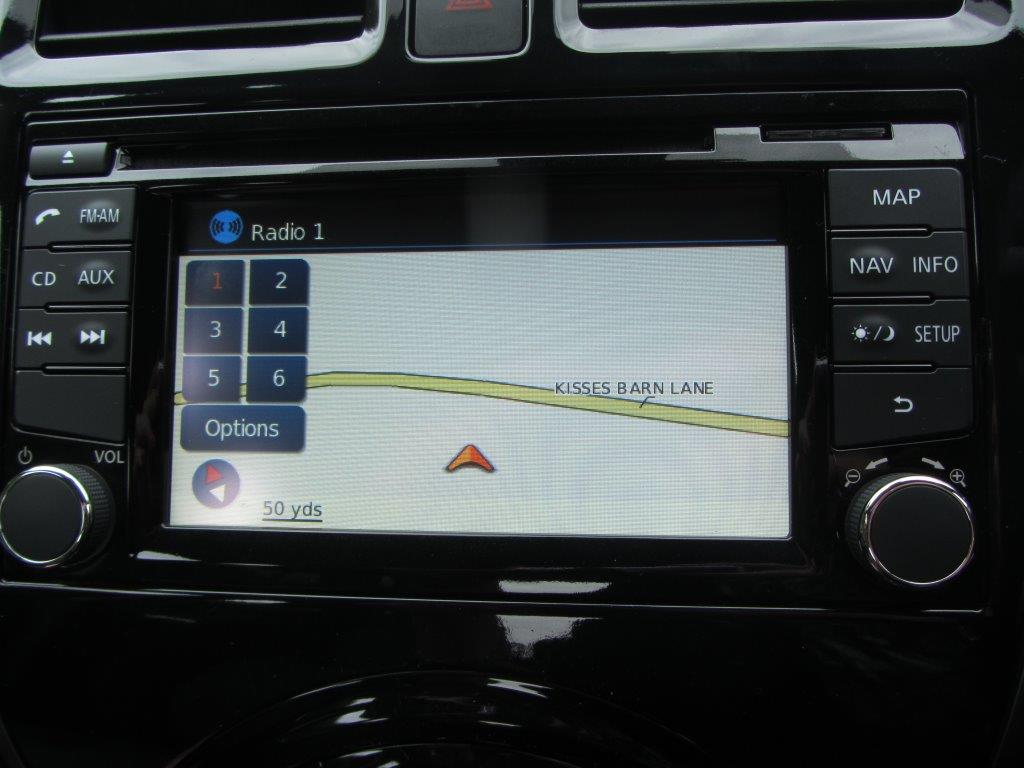 FM-AM
CD AUX
VOL
Radio 1
1 2
3 4
5 6
Options
50 yds
KISSES BARN LANE
MAP
NAV INFO
SETUP